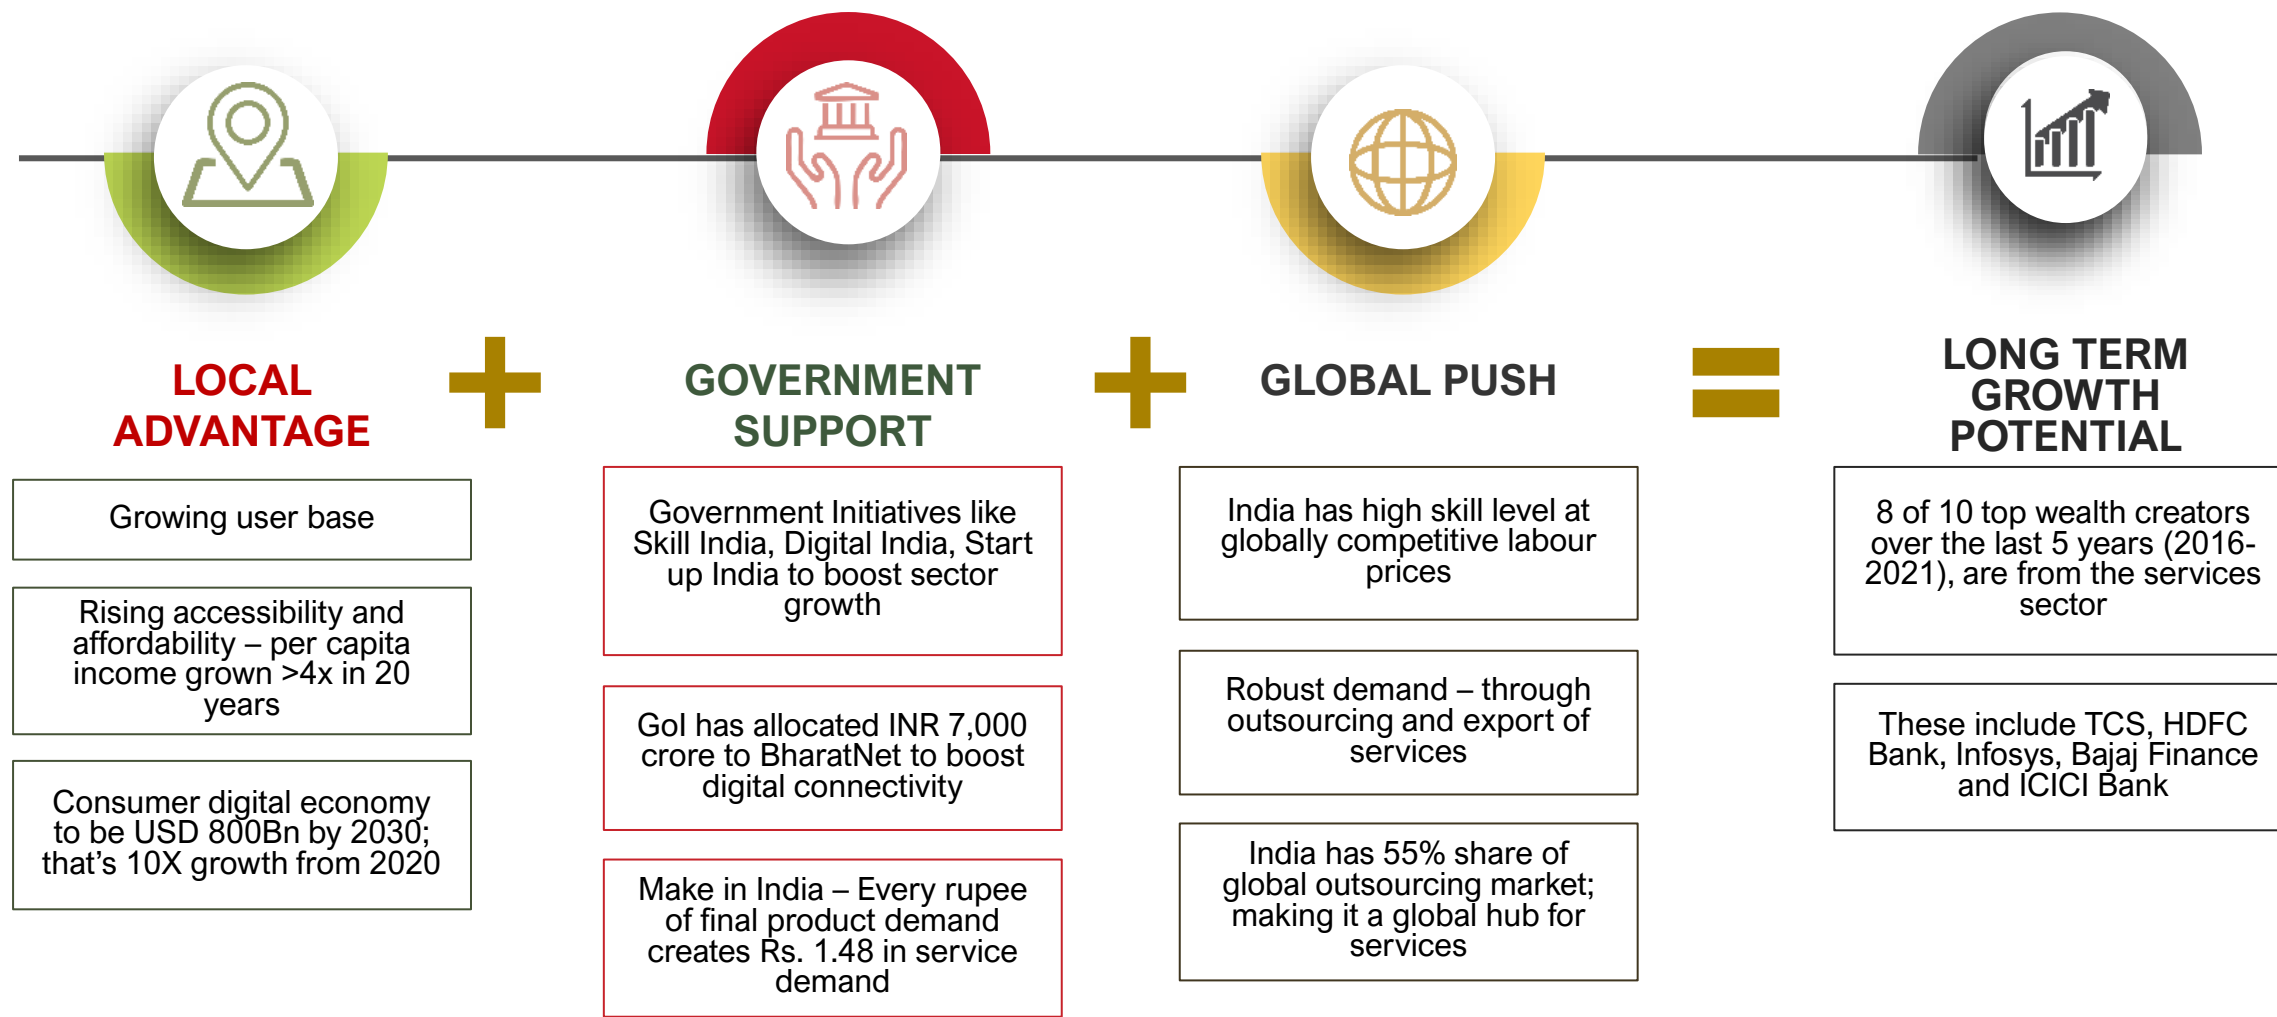 LOCAL
ADVANTAGE
Growing user base
Rising accessibility and
affordability – per capita
income grown >4x in 20
years
Consumer digital economy
to be USD 800Bn by 2030;
that’s 10X growth from 2020
GOVERNMENT
SUPPORT
Government Initiatives like
Skill India, Digital India, Start
up India to boost sector
growth
GoI has allocated INR 7,000
crore to BharatNet to boost
digital connectivity
Make in India – Every rupee
of final product demand
creates Rs. 1.48 in service
demand
GLOBAL PUSH
India has high skill level at
globally competitive labour
prices
Robust demand – through
outsourcing and export of
services
India has 55% share of
global outsourcing market;
making it a global hub for
services
LONG TERM
GROWTH
POTENTIAL
8 of 10 top wealth creators
over the last 5 years (2016-
2021), are from the services
sector
These include TCS, HDFC
Bank, Infosys, Bajaj Finance
and ICICI Bank